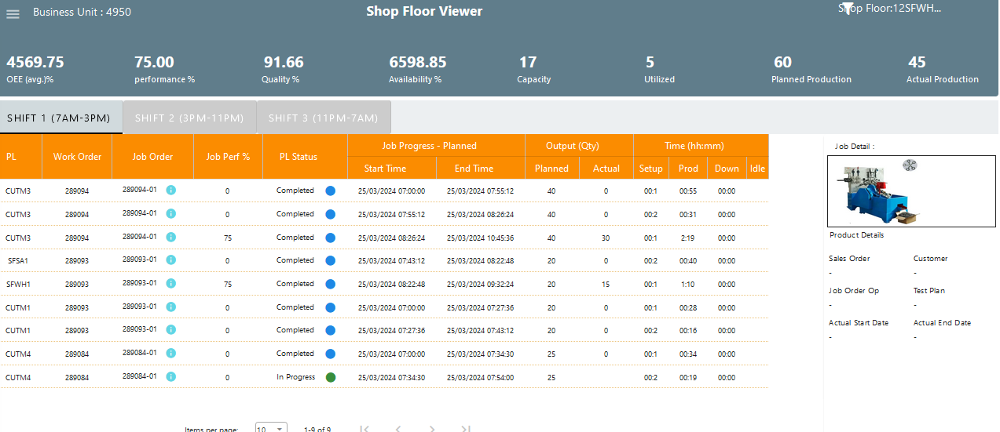 Business Unit : 4950
Shop Floor Viewer
Shop Floor:12SFWH...
4569.75 75.00 91.66 6598.85 17 5 60 45
OEE (avg.)% performance % Quality % Availability % Capacity Utilized Planned Production Actual Production
SHIFT 1 (7AM-3PM) SHIFT 2 (3PM-11PM) SHIFT 3 (11PM-7AM)
PL Work Order Job Order Job Perf % PL Status Job Progress - Planned Output (Qty) Time (hh:mm)
Start Time End Time Planned Actual Setup Prod Down Idle
CUTM3 289094 289094-01 0 Completed 25/03/2024 07:00:00 25/03/2024 07:55:12 40 0 00:1 00:55 00:00
CUTM3 289094 289094-01 0 Completed 25/03/2024 07:55:12 25/03/2024 08:26:24 40 0 00:2 00:31 00:00
CUTM3 289094 289094-01 75 Completed 25/03/2024 08:26:24 25/03/2024 10:45:36 40 30 00:1 2:19 00:00
SFSA1 289093 289093-01 0 Completed 25/03/2024 07:43:12 25/03/2024 08:22:48 20 0 00:2 00:40 00:00
SFWH1 289093 289093-01 75 Completed 25/03/2024 08:22:48 25/03/2024 09:32:24 20 15 00:1 1:10 00:00
CUTM1 289093 289093-01 0 Completed 25/03/2024 07:00:00 25/03/2024 07:27:36 20 0 00:1 00:28 00:00
CUTM1 289093 289093-01 0 Completed 25/03/2024 07:27:36 25/03/2024 07:43:12 20 0 00:2 00:16 00:00
CUTM4 289084 289084-01 0 Completed 25/03/2024 07:00:00 25/03/2024 07:34:30 25 0 00:1 00:34 00:00
CUTM4 289084 289084-01 0 In Progress 25/03/2024 07:34:30 25/03/2024 07:54:00 25 00:2 00:19 00:00
Items per page: 10 1-9 of 9
Job Detail :
Product Details
Sales Order Customer
- -
Job Order Op Test Plan
- -
Actual Start Date Actual End Date
- -